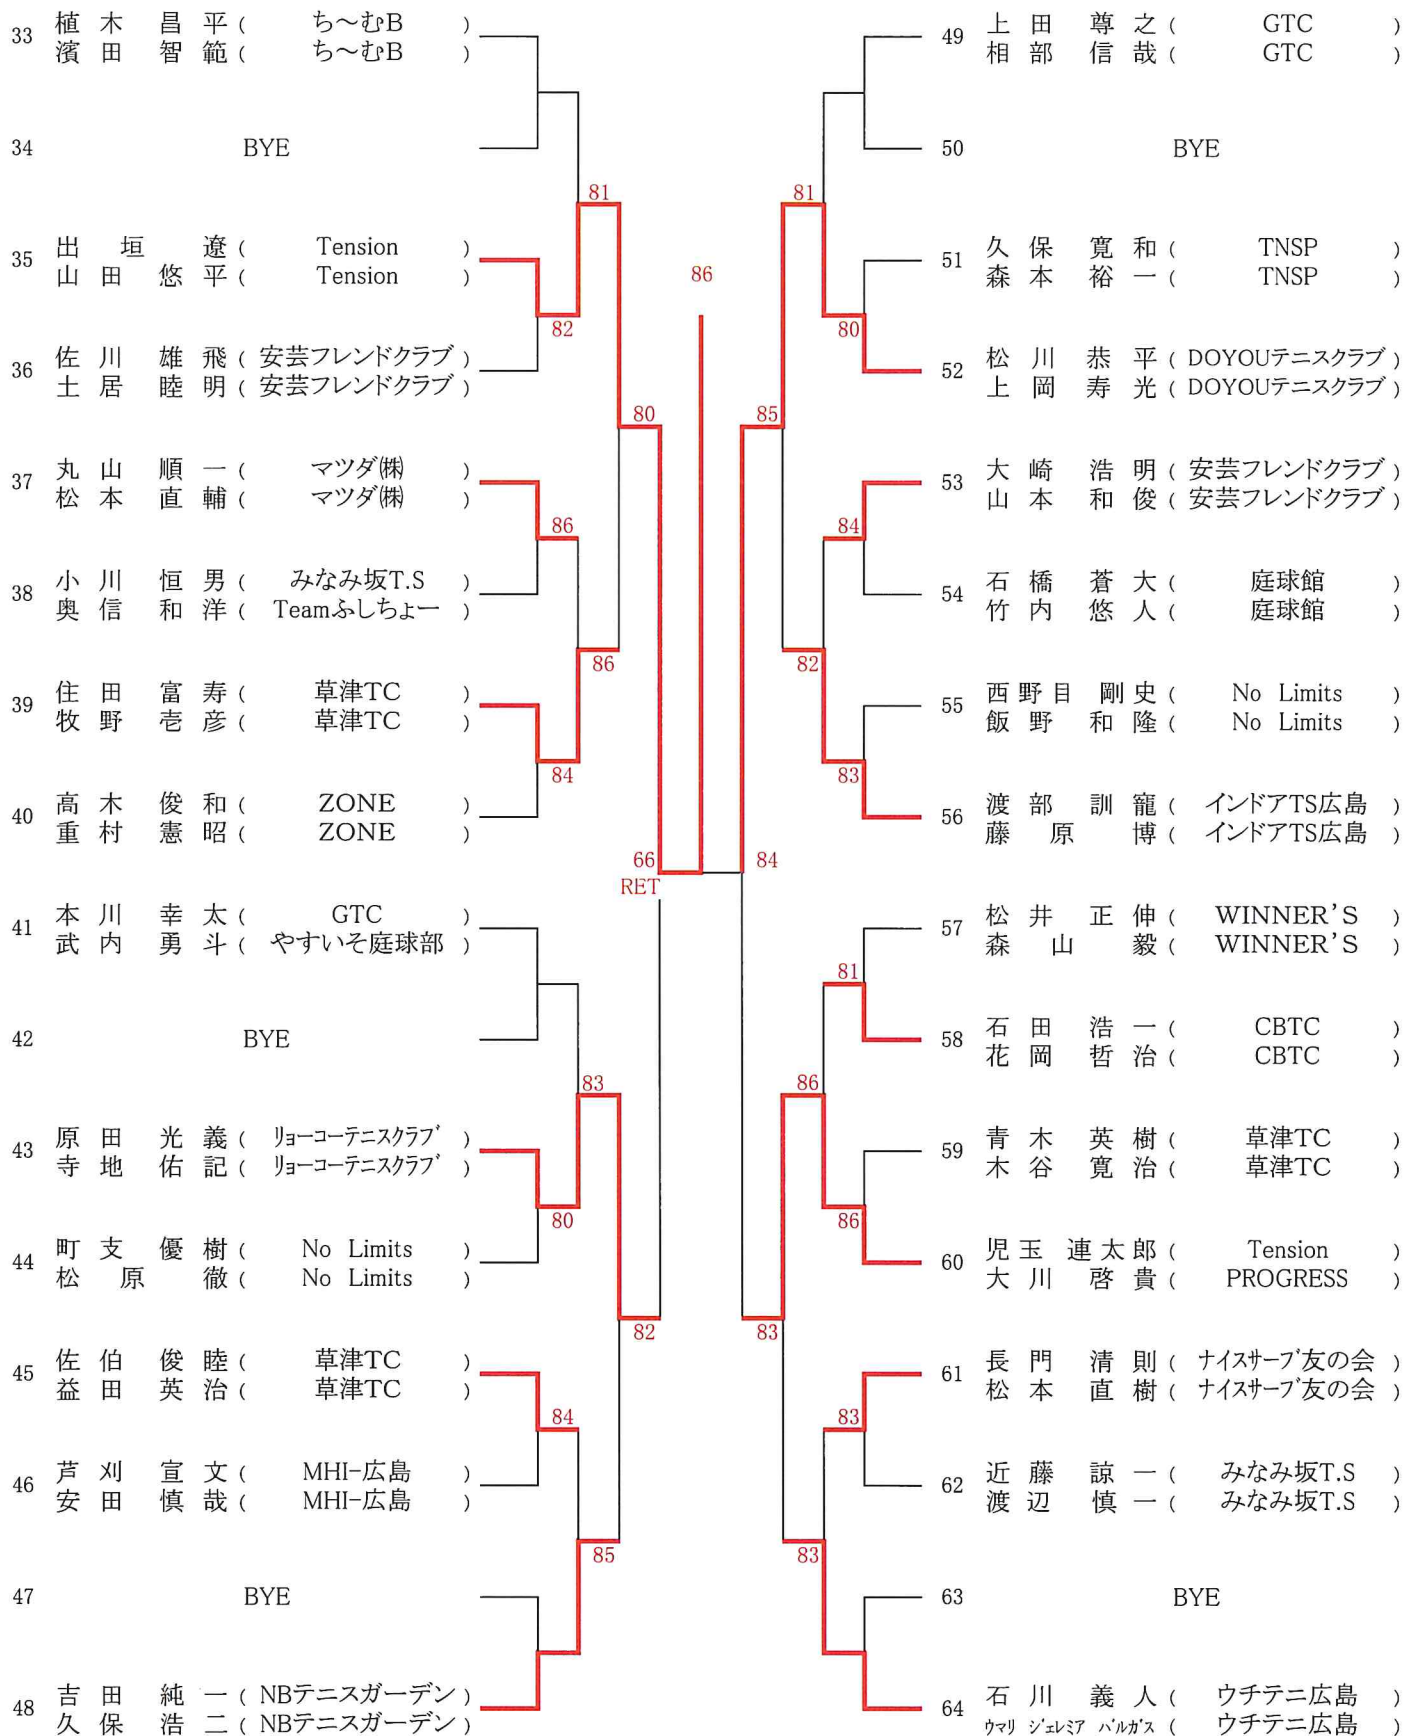 33 植木 昌平 ( ち～むB )
濱田 智範 ( ち～むB )
34 BYE
81
35 出垣 遼 ( Tension )
山田 悠平 ( Tension )
82
36 佐川 雄飛 ( 安芸フレンドクラブ )
土居 睦明 ( 安芸フレンドクラブ )
80
37 丸山 順一 ( マツダ㈱ )
松本 直輔 ( マツダ㈱ )
86
38 小川 恒男 ( みなみ坂T.S )
奥信 和洋 ( Teamふしちょー )
86
39 住田 富寿 ( 草津TC )
牧野 壱彦 ( 草津TC )
84
40 高木 俊和 ( ZONE )
重村 憲昭 ( ZONE )
66
RET
41 本川 幸太 ( GTC )
武内 勇斗 ( やすいそ庭球部 )
42 BYE
83
43 原田 光義 ( リョーコーテニスクラブ )
寺地 佑記 ( リョーコーテニスクラブ )
80
44 町支 優樹 ( No Limits )
松原 徹 ( No Limits )
82
45 佐伯 俊睦 ( 草津TC )
益田 英治 ( 草津TC )
84
46 芦刈 宣文 ( MHI-広島 )
安田 慎哉 ( MHI-広島 )
85
47 BYE
48 吉田 純一 ( NBテニスガーデン )
久保 浩二 ( NBテニスガーデン )
86
49 上田 尊之 ( GTC )
相部 信哉 ( GTC )
50 BYE
81
51 久保 寛和 ( TNSP )
森本 裕一 ( TNSP )
80
52 松川 恭平 ( DOYOUテニスクラブ )
上岡 寿光 ( DOYOUテニスクラブ )
85
53 大崎 浩明 ( 安芸フレンドクラブ )
山本 和俊 ( 安芸フレンドクラブ )
84
54 石橋 蒼大 ( 庭球館 )
竹内 悠人 ( 庭球館 )
82
55 西野目 剛史 ( No Limits )
飯野 和隆 ( No Limits )
83
56 渡部 訓寵 ( インドアTS広島 )
藤原 博 ( インドアTS広島 )
84
57 松井 正伸 ( WINNER'S )
森山 毅 ( WINNER'S )
81
58 石田 浩一 ( CBTC )
花岡 哲治 ( CBTC )
86
59 青木 英樹 ( 草津TC )
木谷 寛治 ( 草津TC )
86
60 児玉 連太郎 ( Tension )
大川 啓貴 ( PROGRESS )
83
61 長門 清則 ( ナイスサーブ友の会 )
松本 直樹 ( ナイスサーブ友の会 )
83
62 近藤 諒一 ( みなみ坂T.S )
渡辺 慎一 ( みなみ坂T.S )
83
63 BYE
64 石川 義人 ( ウチテニ広島 )
ウマリ ジェレミア バルガス ( ウチテニ広島 )